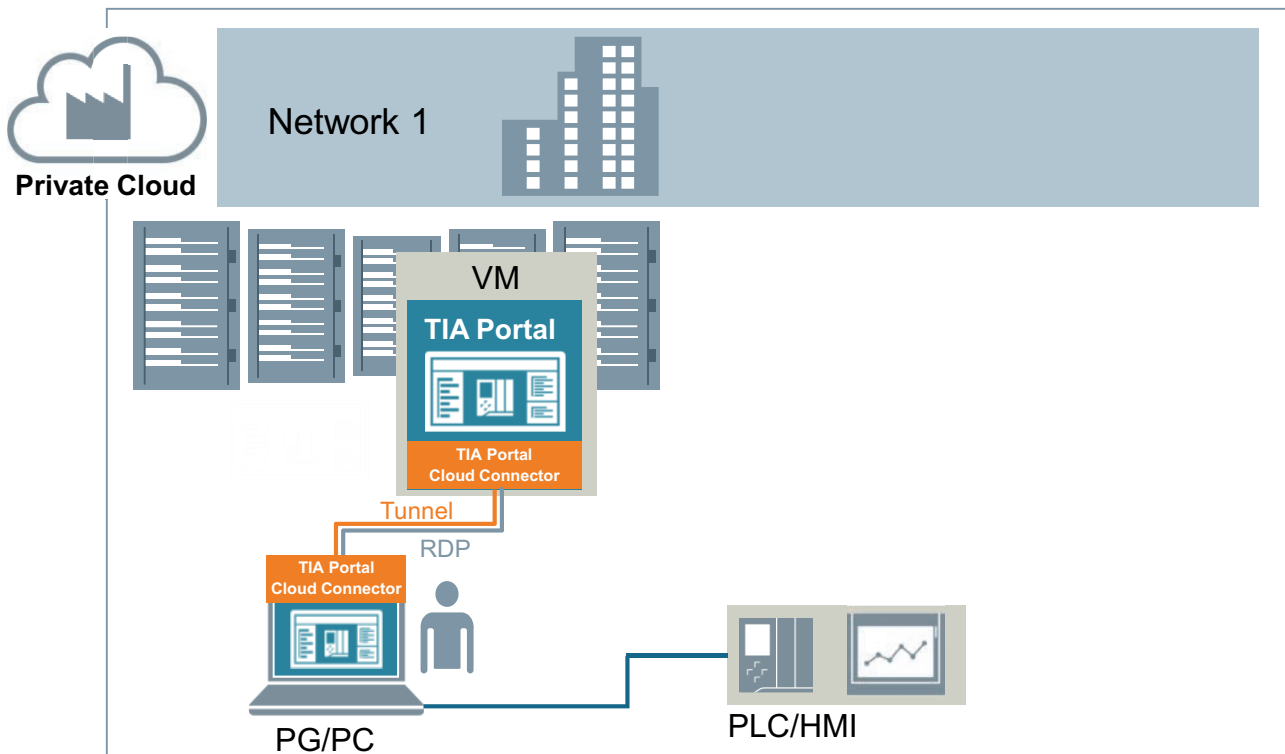 Network 1
Private Cloud
VM
TIA Portal
TIA Portal
Cloud Connector
Tunnel
RDP
TIA Portal
Cloud Connector
PG/PC
PLC/HMI